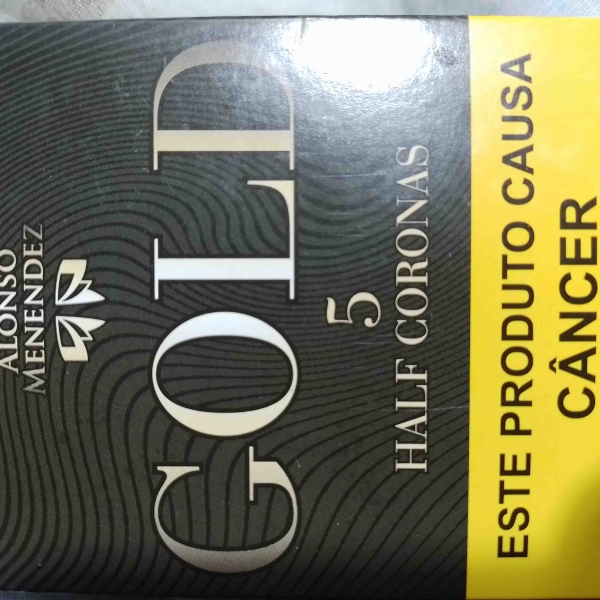 ALONSO
MENENDEZ
GOLD
5
HALF CORONAS
ESTE PRODUTO CAUSA
CÂNCER